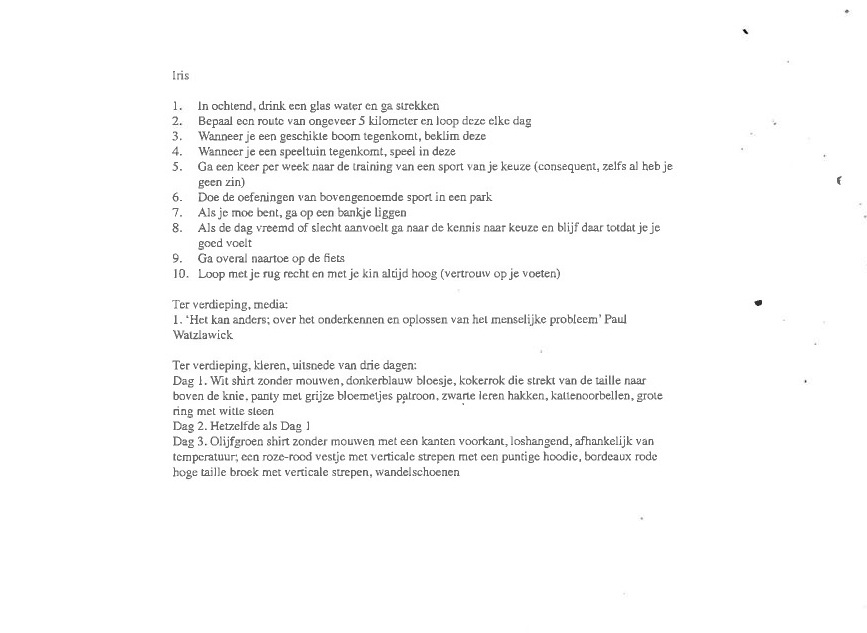 Iris
1. In ochtend, drink een glas water en ga strekken
2. Bepaal een route van ongeveer 5 kilometer en loop deze elke dag
3. Wanneer je een geschikte boom tegenkomt, beklim deze
4. Wanneer je een speeltuin tegenkomt, speel in deze
5. Ga een keer per week naar de training van een sport van je keuze (consequent, zelfs al heb je
geen zin)
6. Doe de oefeningen van bovengenoemde sport in een park
7. Als je moe bent, ga op een bankje liggen
8. Als de dag vreemd of slecht aanvoelt ga naar de kennis naar keuze en blijf daar totdat je je
goed voelt
9. Ga overal naartoe op de fiets
10. Loop met je rug recht en met je kin altijd hoog (vertrouw op je voeten)
Ter verdieping, media:
1. ‘Het kan anders; over het onderkennen en oplossen van het menselijke probleem’ Paul
Watzlawick
Ter verdieping, kleren, uitsnede van drie dagen:
Dag 1. Wit shirt zonder mouwen, donkerblauw bloesje, kokerrok die strekt van de taille naar
boven de knie, panty met grijze bloemetjes patroon, zwarte leren hakken, kattenoorbellen, grote
ring met witte steen
Dag 2. Hetzelfde als Dag 1
Dag 3. Olijfgroen shirt zonder mouwen met een kanten voorkant, loshangend, afhankelijk van
temperatuur; een roze-rood vestje met verticale strepen met een puntige hoodie, bordeaux rode
hoge taille broek met verticale strepen, wandelschoenen